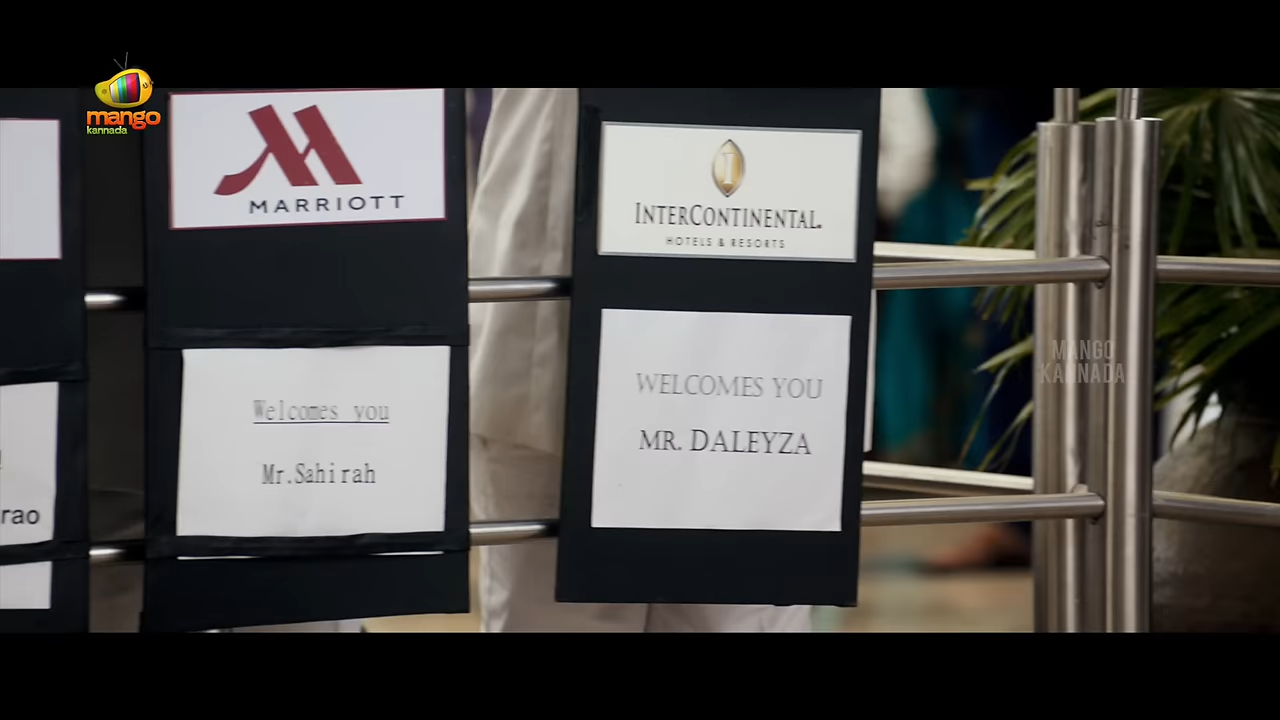 mango
kannada
MARRIOTT
Welcomes you
Mr.Sahirah
INTERCONTINENTAL.
HOTELS & RESORTS
WELCOMES YOU
MR. DALEYZA
rao
MANGO
KANNADA